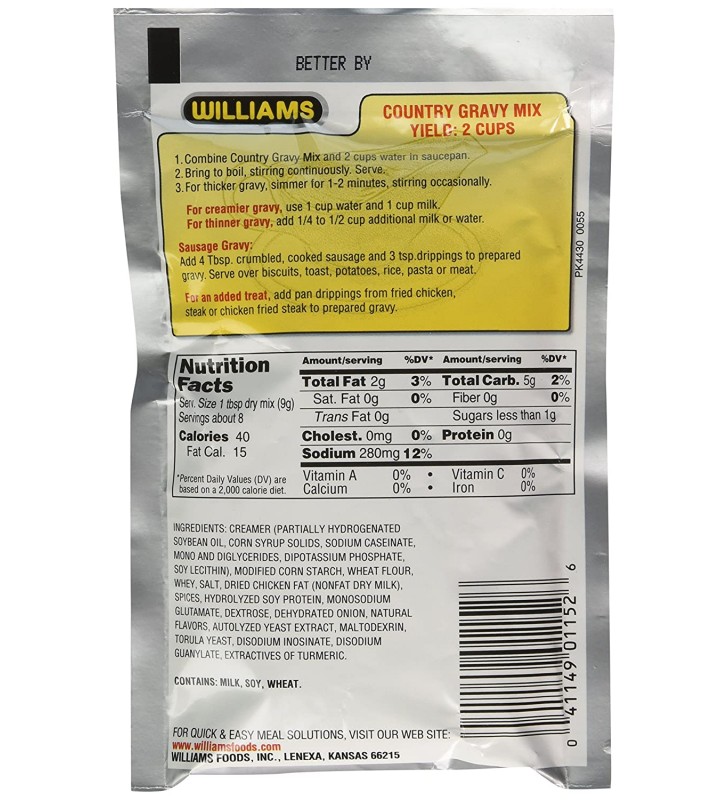 BETTER BY
WILLIAMS
COUNTRY GRAVY MIX
YIELD: 2 CUPS
1. Combine Country Gravy Mix and 2 cups water in saucepan.
2. Bring to boil, stirring continuously. Serve.
3. For thicker gravy, simmer for 1-2 minutes, stirring occasionally.
For creamier gravy, use 1 cup water and 1 cup milk.
For thinner gravy, add 1/4 to 1/2 cup additional milk or water.
Sausage Gravy:
Add 4 Tbsp. crumbled, cooked sausage and 3 tsp.drippings to prepared
gravy. Serve over biscuits, toast, potatoes, rice, pasta or meat.
For an added treat, add pan drippings from fried chicken,
steak or chicken fried steak to prepared gravy.
PK4430 0055
Nutrition
Facts
Serv. Size 1 tbsp dry mix (9g)
Servings about 8
Calories 40
Fat Cal. 15
*Percent Daily Values (DV) are
based on a 2,000 calorie diet.
Amount/serving %DV* Amount/serving %DV*
Total Fat 2g 3% Total Carb. 5g 2%
Sat. Fat 0g 0% Fiber 0g 0%
Trans Fat 0g Sugars less than 1g
Cholest. 0mg 0% Protein 0g
Sodium 280mg 12%
Vitamin A 0% • Vitamin C 0%
Calcium 0% • Iron 0%
INGREDIENTS: CREAMER (PARTIALLY HYDROGENATED
SOYBEAN OIL, CORN SYRUP SOLIDS, SODIUM CASEINATE,
MONO AND DIGLYCERIDES, DIPOTASSIUM PHOSPHATE,
SOY LECITHIN), MODIFIED CORN STARCH, WHEAT FLOUR,
WHEY, SALT, DRIED CHICKEN FAT (NONFAT DRY MILK),
SPICES, HYDROLYZED SOY PROTEIN, MONOSODIUM
GLUTAMATE, DEXTROSE, DEHYDRATED ONION, NATURAL
FLAVORS, AUTOLYZED YEAST EXTRACT, MALTODEXRIN,
TORULA YEAST, DISODIUM INOSINATE, DISODIUM
GUANYLATE, EXTRACTIVES OF TURMERIC.
CONTAINS: MILK, SOY, WHEAT.
0 41149 01152 6
FOR QUICK & EASY MEAL SOLUTIONS, VISIT OUR WEB SITE:
www.williamsfoods.com
WILLIAMS FOODS, INC., LENEXA, KANSAS 66215